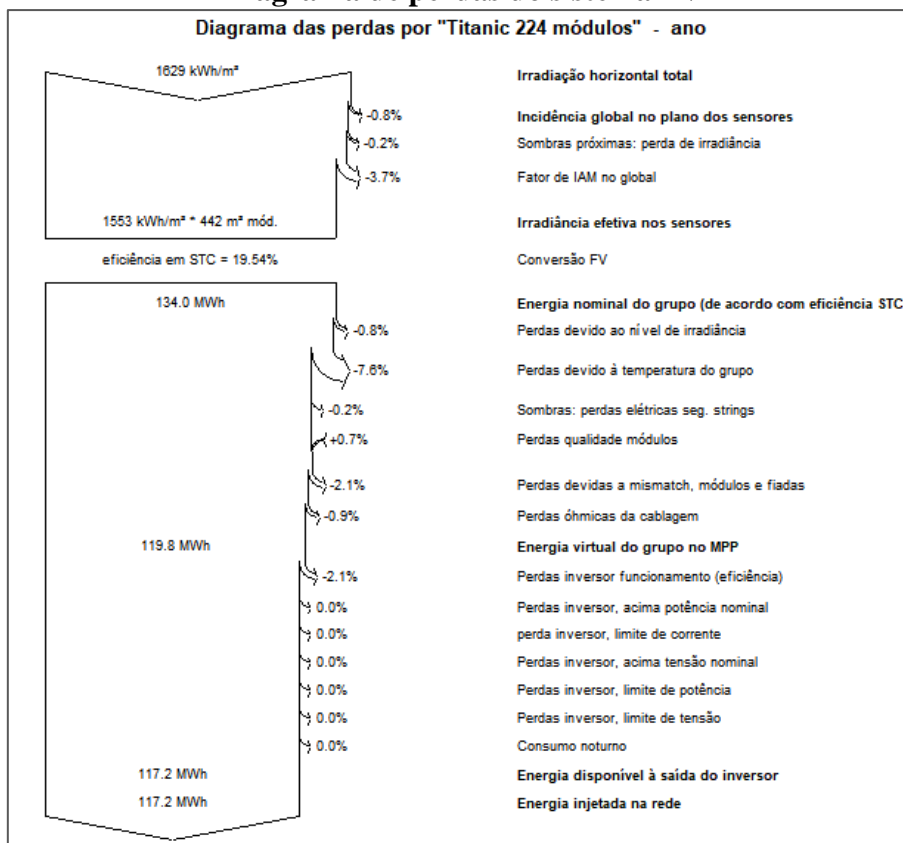 Diagrama das perdas por "Titanic 224 módulos" - ano
1629 kWh/m²
Irradiação horizontal total
-0.8%
Incidência global no plano dos sensores
-0.2%
Sombras próximas: perda de irradiância
-3.7%
Fator de IAM no global
1553 kWh/m² * 442 m² mód.
Irradiância efetiva nos sensores
eficiência em STC = 19.54%
Conversão FV
134.0 MWh
Energia nominal do grupo (de acordo com eficiência STC
-0.8%
Perdas devido ao nível de irradiância
-7.6%
Perdas devido à temperatura do grupo
-0.2%
Sombras: perdas elétricas seg. strings
+0.7%
Perdas qualidade módulos
-2.1%
Perdas devidas a mismatch, módulos e fiadas
-0.9%
Perdas óhmicas da cablagem
119.8 MWh
Energia virtual do grupo no MPP
-2.1%
Perdas inversor funcionamento (eficiência)
0.0%
Perdas inversor, acima potência nominal
0.0%
perda inversor, limite de corrente
0.0%
Perdas inversor, acima tensão nominal
0.0%
Perdas inversor, limite de potência
0.0%
Perdas inversor, limite de tensão
0.0%
Consumo noturno
117.2 MWh
Energia disponível à saída do inversor
117.2 MWh
Energia injetada na rede